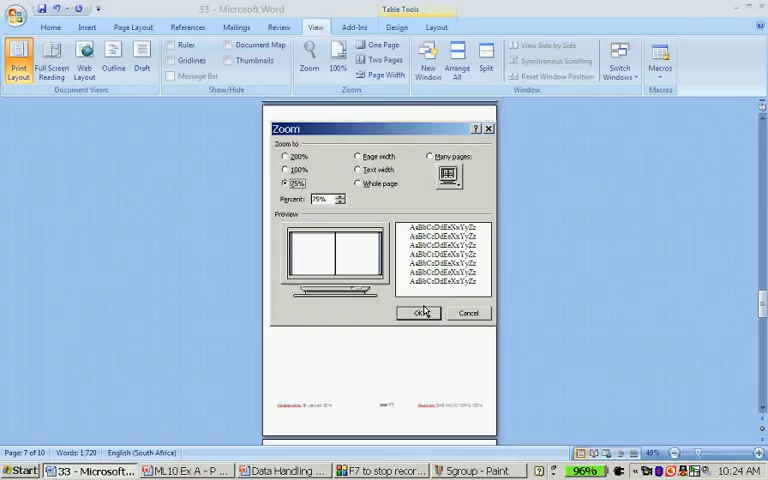 33 - Microsoft Word
Table Tools
Home Insert Page Layout References Mailings Review View Add-Ins Design Layout
Print Layout
Full Screen Reading
Web Layout
Outline
Draft
Document Views
Ruler
Gridlines
Message Bar
Document Map
Thumbnails
Show/Hide
Zoom
100%
One Page
Two Pages
Page Width
Zoom
New Window
Arrange All
Split
View Side by Side
Synchronous Scrolling
Reset Window Position
Window
Switch Windows
Macros
Macros
Zoom
Zoom to
200%
100%
75%
Page width
Text width
Whole page
Many pages:
Percent: 75%
Preview
AaBbCcDdEeXxYyZz
AaBbCcDdEeXxYyZz
AaBbCcDdEeXxYyZz
AaBbCcDdEeXxYyZz
AaBbCcDdEeXxYyZz
AaBbCcDdEeXxYyZz
AaBbCcDdEeXxYyZz
OK
Cancel
Page: 7 of 10 Words: 1,720 English (South Africa)
49%
Start
33 - Microsoft...
ML10 Ex A - P ...
Data Handling ...
F7 to stop recor...
5group - Paint
96%
10:24 AM